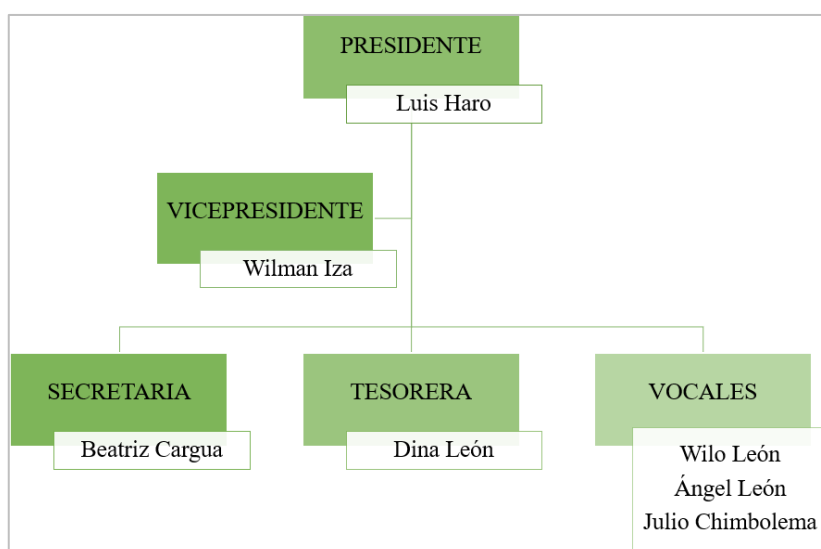 PRESIDENTE
Luis Haro
VICEPRESIDENTE
Wilman Iza
SECRETARIA
Beatriz Cargua
TESORERA
Dina León
VOCALES
Wilo León
Ángel León
Julio Chimbolema